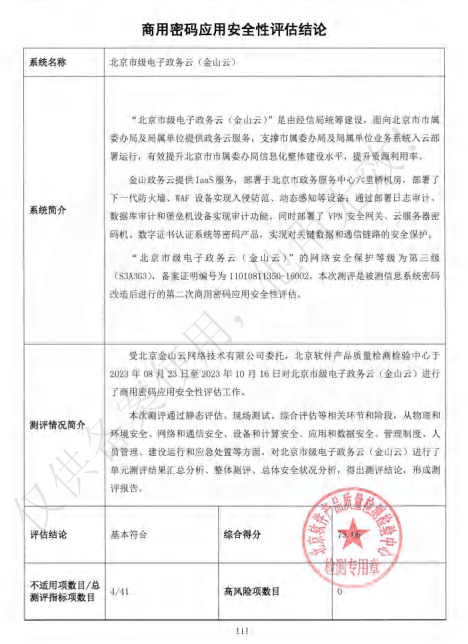 商用密码应用安全性评估结论
系统名称 北京市级电子政务云（金山云）
系统简介
“北京市级电子政务云（金山云）”是由经信局统筹建设，面向北京市市属
委办局及局属单位提供政务云服务，支撑市属委办局及局属单位业务系统入云部
署运行，有效提升北京市市属委办局信息化整体建设水平，提升资源利用率。
金山政务云提供 IaaS 服务，部署于北京市政务服务中心六里桥机房，部署了
下一代防火墙、WAF 设备实现入侵防范、动态感知等设备；通过部署日志审计、
数据库审计和堡垒机设备实现审计功能，同时部署了 VPN 安全网关、云服务器密
码机、数字证书认证系统等密码产品，实现对关键数据和通信链路的安全保护。
“北京市级电子政务云（金山云）”的网络安全保护等级为第三级
（S3A3G3），备案证明编号为 11010811350-16002，本次测评是被测信息系统密码
改造后进行的第二次商用密码应用安全性评估。
测评情况简介
受北京金山云网络技术有限公司委托，北京软件产品质量检测检验中心于
2023 年 08 月 23 日至 2023 年 10 月 16 日对北京市级电子政务云（金山云）进行
了商用密码应用安全性评估工作。
本次测评通过静态评估、现场测试、综合评估等相关环节和阶段，从物理和
环境安全、网络和通信安全、设备和计算安全、应用和数据安全、管理制度、人
员管理、建设运行和应急处置等方面，对北京市级电子政务云（金山云）进行了
单元测评结果汇总分析、整体测评、总体安全状况分析，得出测评结论，形成测
评报告。
评估结论 基本符合 综合得分
不适用项数目/总
测评指标项数目 4/41 高风险项数目 0
北京软件产品质量检测检验中心
检测专用章
仅供备案使用，
III